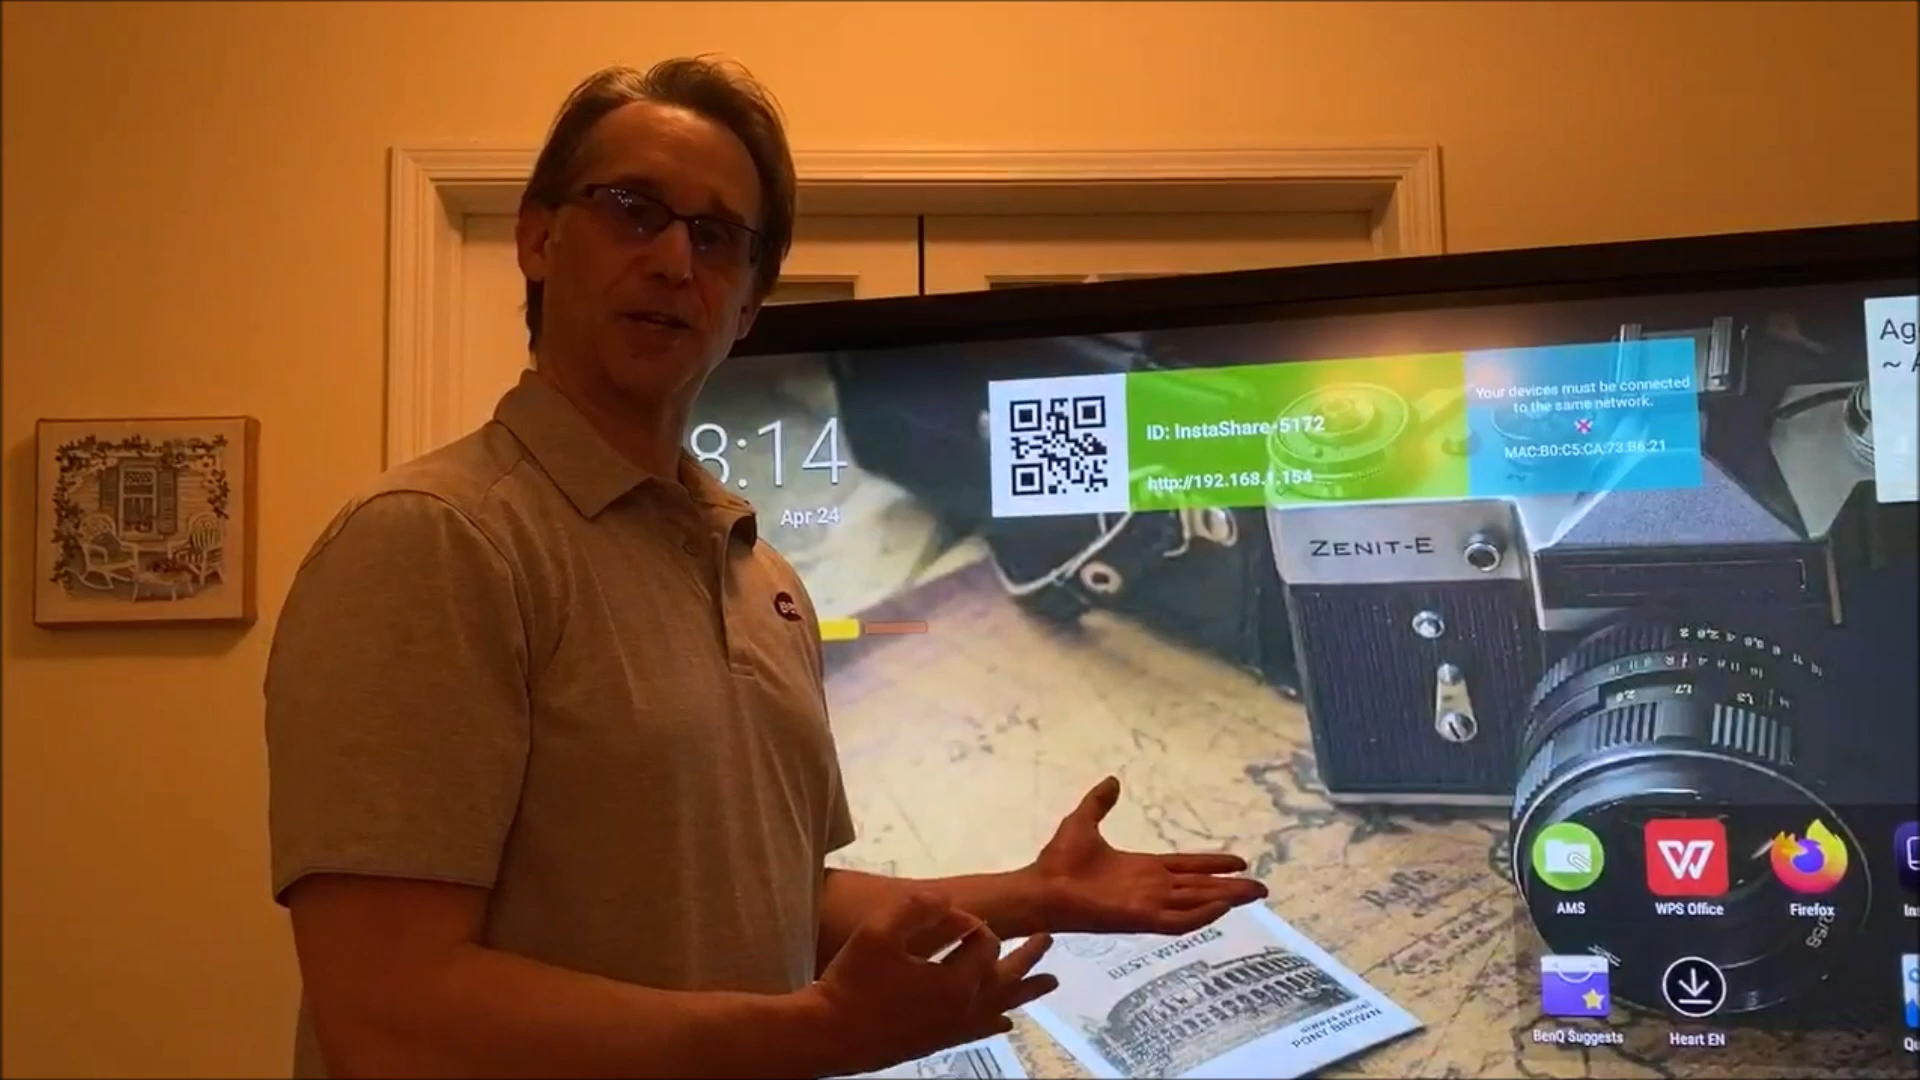 8:14
Apr 24
ID: InstaShare-5172
http://192.168.1.154
Your devices must be connected
to the same network.
MAC:B0:C5:CA:73:B6:21
Ag
~ A
ZENIT-E
BEST WISHES
PONY BROWN
AMS
WPS Office
Firefox
BenQ Suggests
Heart EN